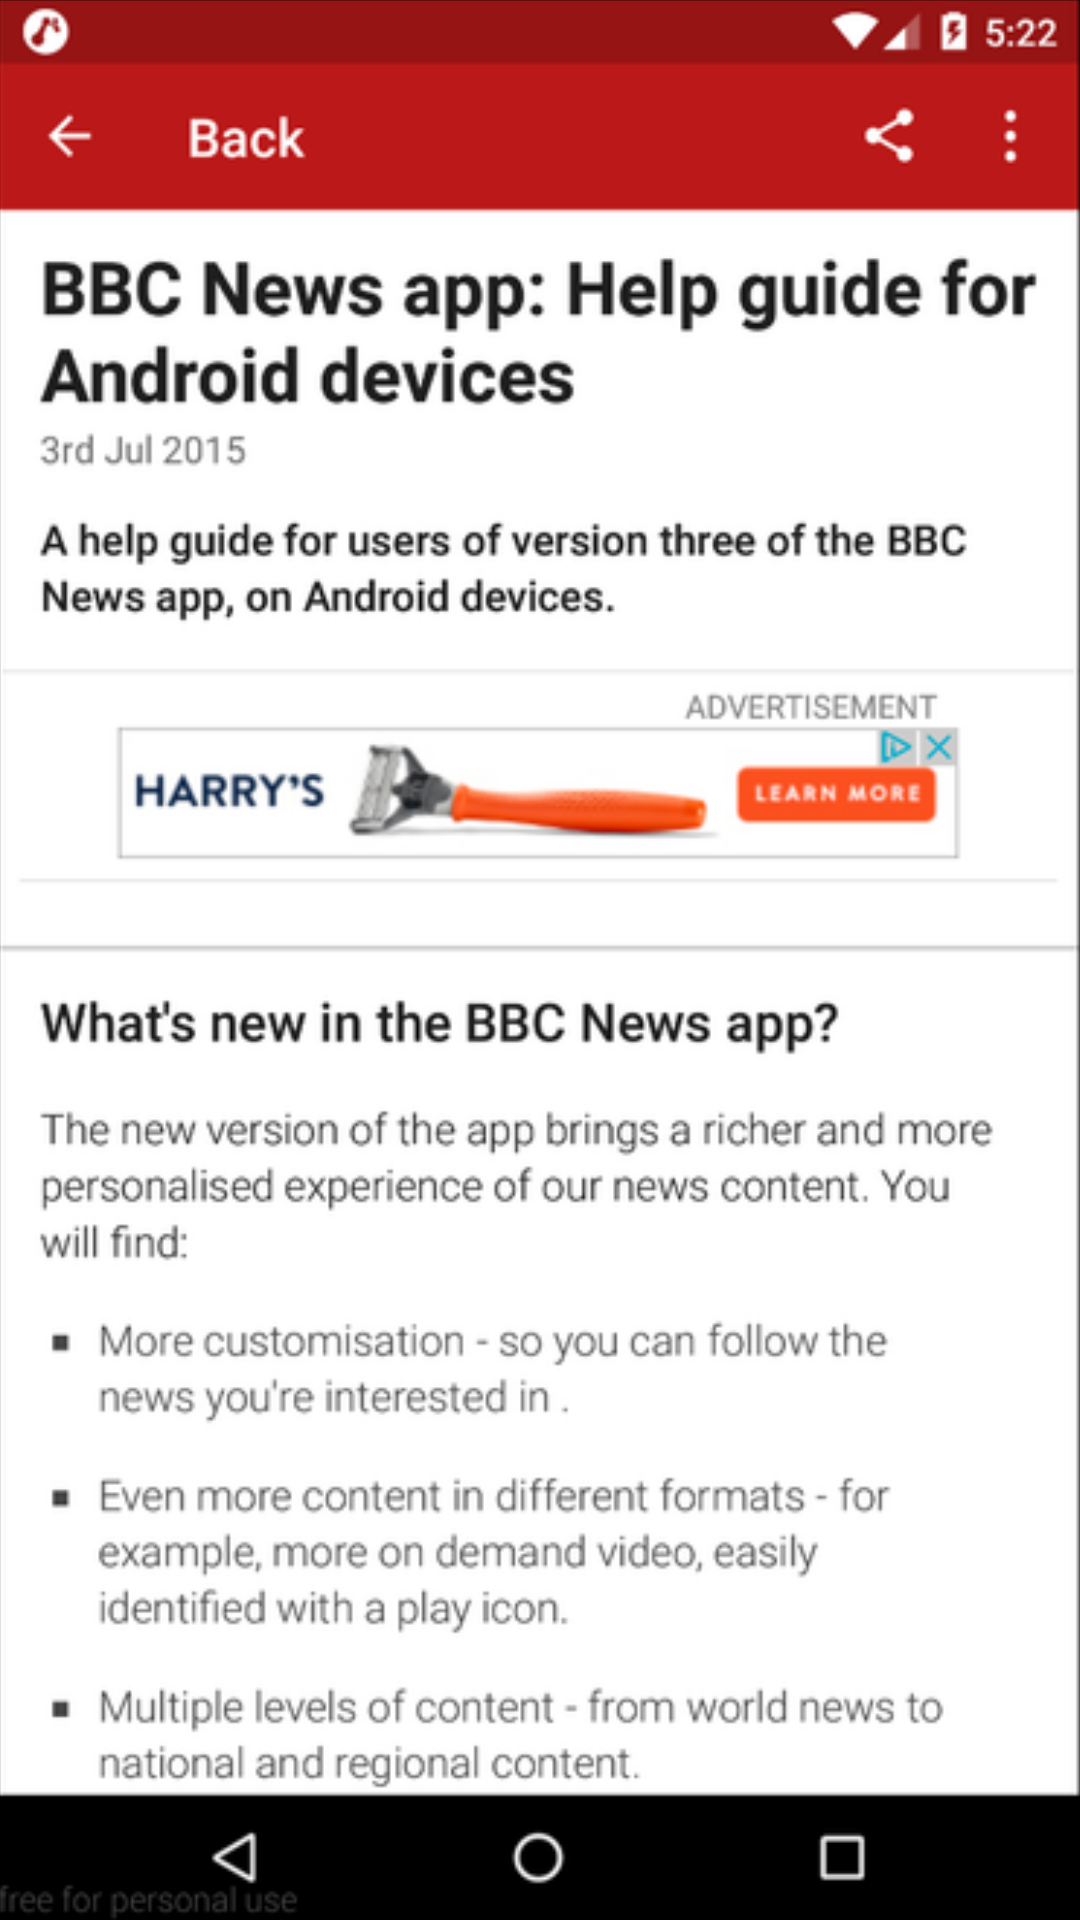 5:22
Back
BBC News app: Help guide for
Android devices
3rd Jul 2015
A help guide for users of version three of the BBC
News app, on Android devices.
ADVERTISEMENT
HARRY'S
LEARN MORE
What's new in the BBC News app?
The new version of the app brings a richer and more
personalised experience of our news content. You
will find:
More customisation - so you can follow the
news you're interested in .
Even more content in different formats - for
example, more on demand video, easily
identified with a play icon.
Multiple levels of content - from world news to
national and regional content.
free for personal use